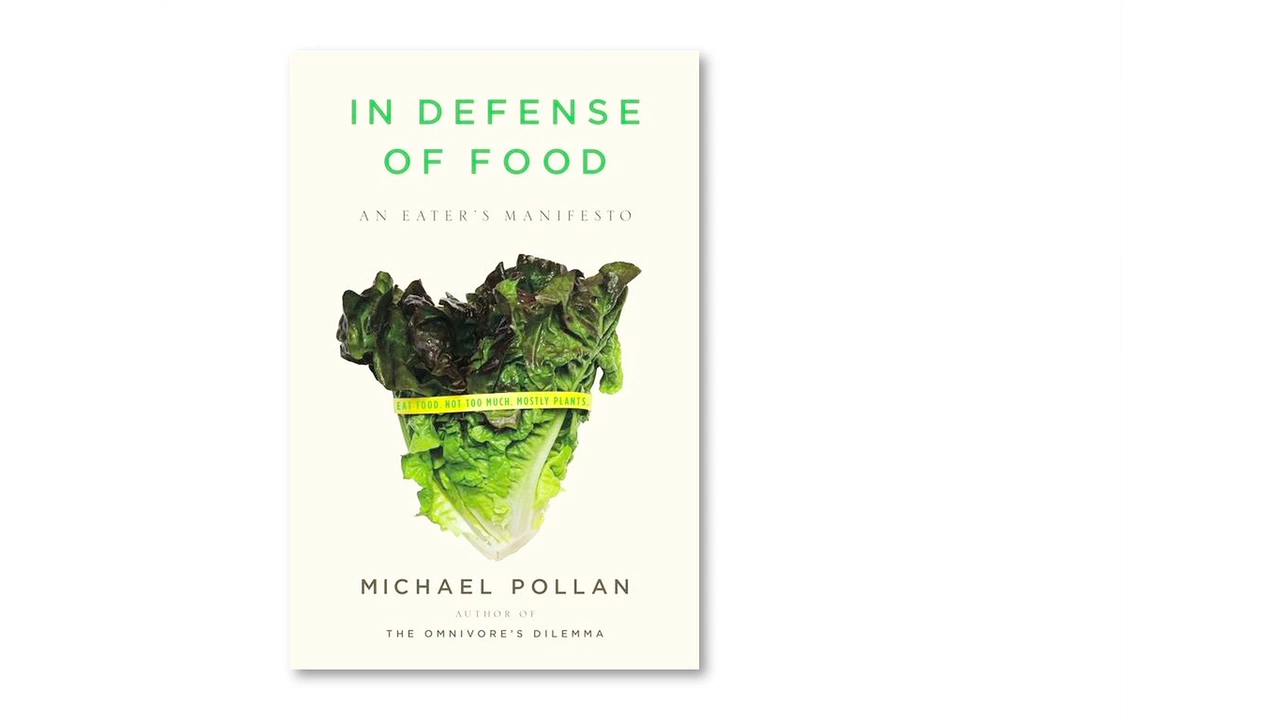 IN DEFENSE
OF FOOD
AN EATER'S MANIFESTO
EAT FOOD. NOT TOO MUCH. MOSTLY PLANTS.
MICHAEL POLLAN
AUTHOR OF
THE OMNIVORE'S DILEMMA